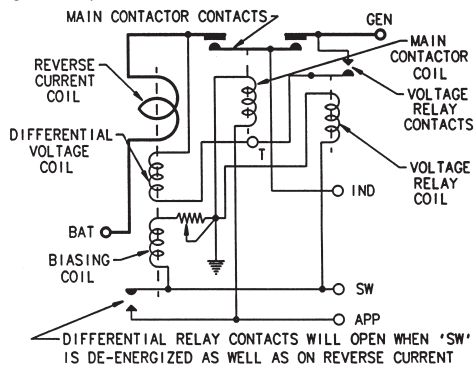 MAIN CONTACTOR CONTACTS
GEN
MAIN
CONTACTOR
COIL
REVERSE
CURRENT
COIL
VOLTAGE
RELAY
CONTACTS
DIFFERENTIAL
VOLTAGE
COIL
T
VOLTAGE
RELAY
COIL
IND
BAT
BIASING
COIL
SW
APP
DIFFERENTIAL RELAY CONTACTS WILL OPEN WHEN 'SW'
IS DE-ENERGIZED AS WELL AS ON REVERSE CURRENT